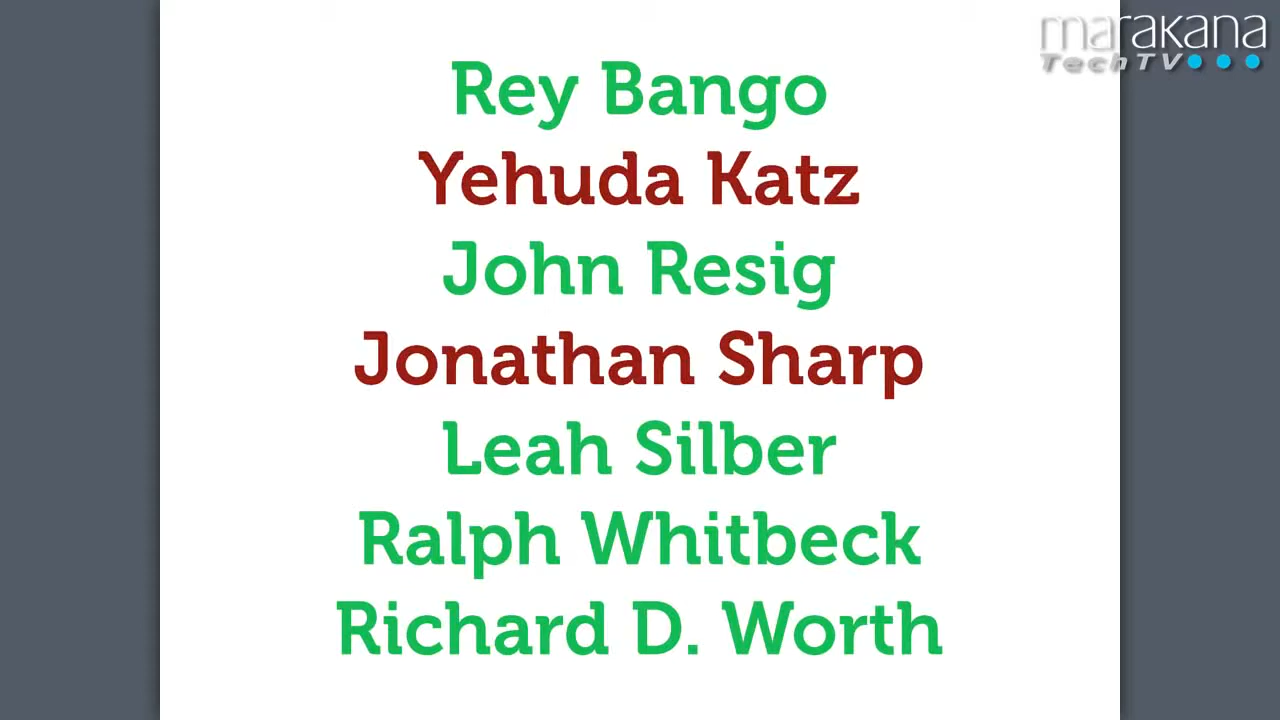 marakana
TechTV
Rey Bango
Yehuda Katz
John Resig
Jonathan Sharp
Leah Silber
Ralph Whitbeck
Richard D. Worth